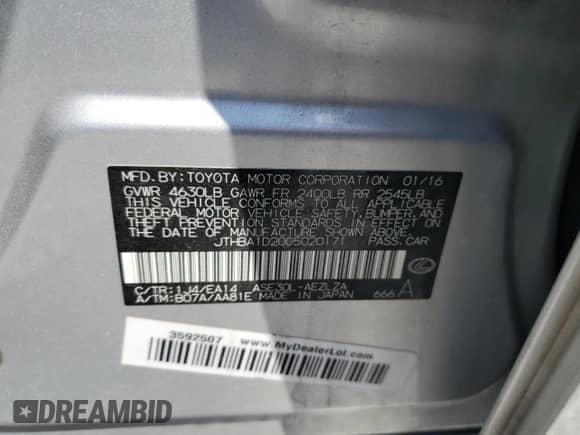 MFD.BY:TOYOTA MOTOR CORPORATION 01/16
GVWR 4630LB GAWR FR 2400LB RR 2545LB
THIS VEHICLE CONFORMS TO ALL APPLICABLE
FEDERAL MOTOR VEHICLE SAFETY, BUMPER, AND
THEFT PREVENTION STANDARDS IN EFFECT ON
THE DATE OF MANUFACTURE SHOWN ABOVE.
JTHBA1D2005020171 PASS.CAR
C/TR:1J4/EA14 ASE30L-AEZLZA
A/TM:B07A/AA81E MADE IN JAPAN 666A
3592507 www.MyDealerLot.com
DREAMBID